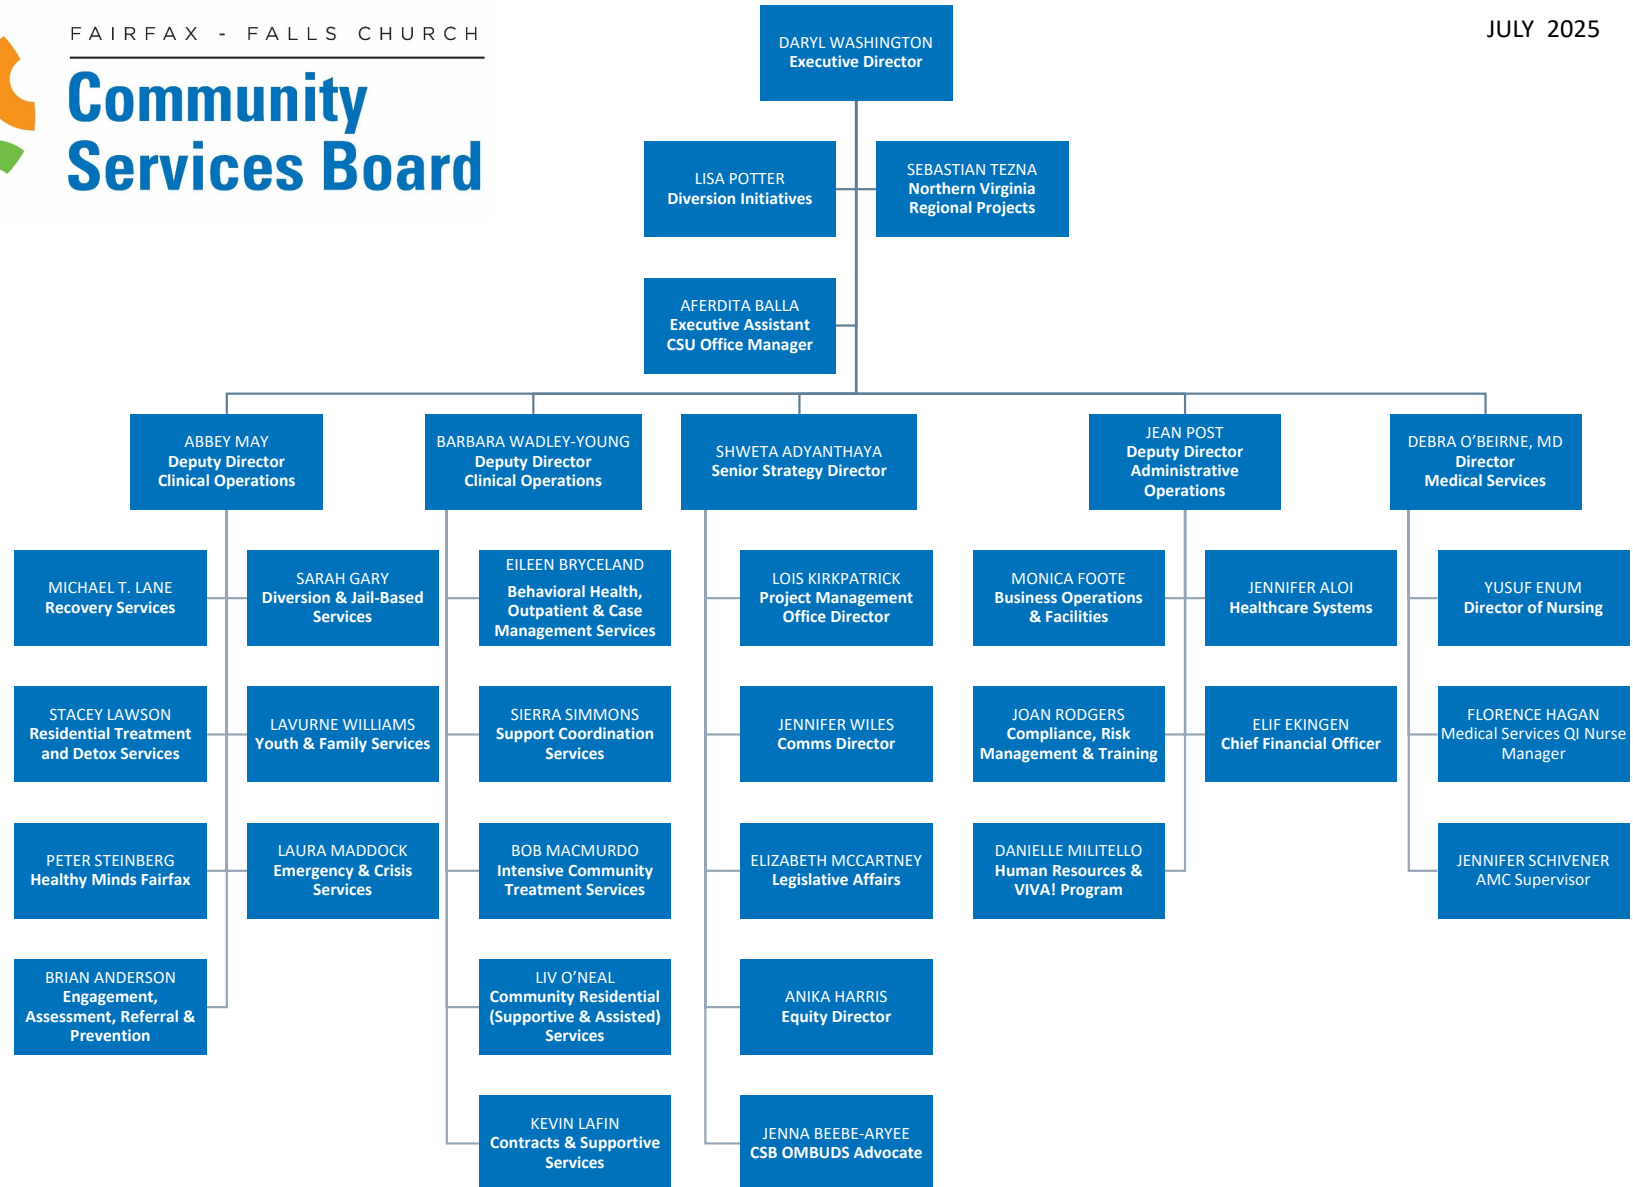 FAIRFAX - FALLS CHURCH
Community
Services Board
JULY 2025
DARYL WASHINGTON
Executive Director
LISA POTTER
Diversion Initiatives
SEBASTIAN TEZNA
Northern Virginia
Regional Projects
AFERDITA BALLA
Executive Assistant
CSU Office Manager
ABBEY MAY
Deputy Director
Clinical Operations
BARBARA WADLEY-YOUNG
Deputy Director
Clinical Operations
SHWETA ADYANTHAYA
Senior Strategy Director
JEAN POST
Deputy Director
Administrative
Operations
DEBRA O’BEIRNE, MD
Director
Medical Services
MICHAEL T. LANE
Recovery Services
SARAH GARY
Diversion & Jail-Based
Services
EILEEN BRYCELAND
Behavioral Health,
Outpatient & Case
Management Services
LOIS KIRKPATRICK
Project Management
Office Director
MONICA FOOTE
Business Operations
& Facilities
JENNIFER ALOI
Healthcare Systems
YUSUF ENUM
Director of Nursing
STACEY LAWSON
Residential Treatment
and Detox Services
LAVURNE WILLIAMS
Youth & Family Services
SIERRA SIMMONS
Support Coordination
Services
JENNIFER WILES
Comms Director
JOAN RODGERS
Compliance, Risk
Management & Training
ELIF EKINGEN
Chief Financial Officer
FLORENCE HAGAN
Medical Services QI Nurse
Manager
PETER STEINBERG
Healthy Minds Fairfax
LAURA MADDOCK
Emergency & Crisis
Services
BOB MACMURDO
Intensive Community
Treatment Services
ELIZABETH MCCARTNEY
Legislative Affairs
DANIELLE MILITELLO
Human Resources &
VIVA! Program
JENNIFER SCHIVENER
AMC Supervisor
BRIAN ANDERSON
Engagement,
Assessment, Referral &
Prevention
LIV O’NEAL
Community Residential
(Supportive & Assisted)
Services
ANIKA HARRIS
Equity Director
KEVIN LAFIN
Contracts & Supportive
Services
JENNA BEEBE-ARYEE
CSB OMBUDS Advocate